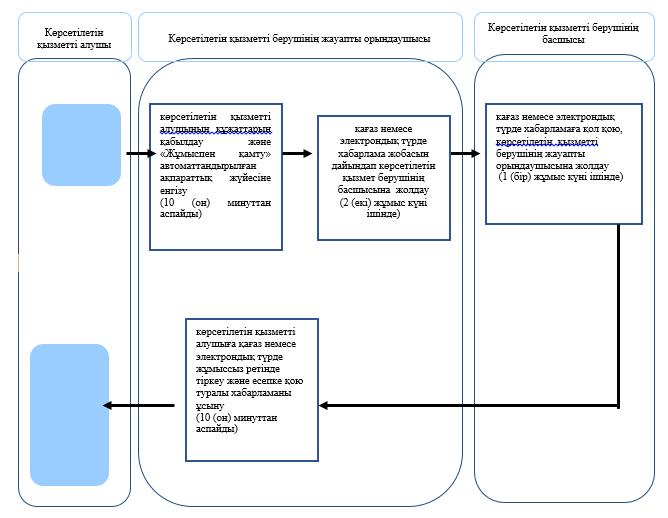 Көрсетілетін
қызметті алушы
Көрсетілетін қызметті берушінің жауапты орындаушысы
Көрсетілетін қызметті берушінің
басшысы
көрсетілетін қызметті
алушының құжаттарын
қабылдау және
«Жұмыспен қамту»
автоматтандырылған
ақпараттық жүйесіне
енгізу
(10 (он) минуттан
аспайды)
қағаз немесе
электрондық түрде
хабарлама жобасын
дайындап көрсетілетін
қызмет берушінің
басшысына жолдау
(2 (екі) жұмыс күні
ішінде)
қағаз немесе электрондық
түрде хабарламаға қол қою,
көрсетілетін қызметті
берушінің жауапты
орындаушысына жолдау
(1 (бір) жұмыс күні ішінде)
көрсетілетін қызметті
алушыға қағаз немесе
электрондық түрде
жұмыссыз ретінде
тіркеу және есепке қою
туралы хабарламаны
ұсыну
(10 (он) минуттан
аспайды)